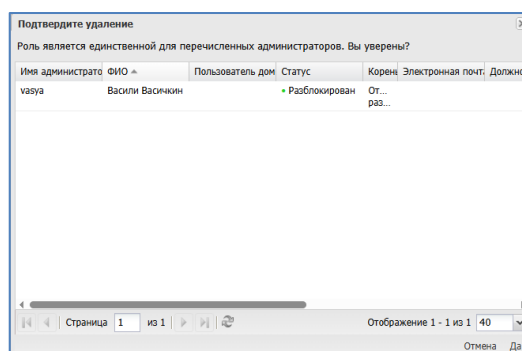 Подтвердите удаление
Роль является единственной для перечисленных администраторов. Вы уверены?
Имя администрато ФИО Пользователь дом Статус Корень Электронная почт Должно
vasya Васили Васичкин Разблокирован От...
раз...
Страница 1 из 1 Отображение 1 - 1 из 1 40
Отмена Да